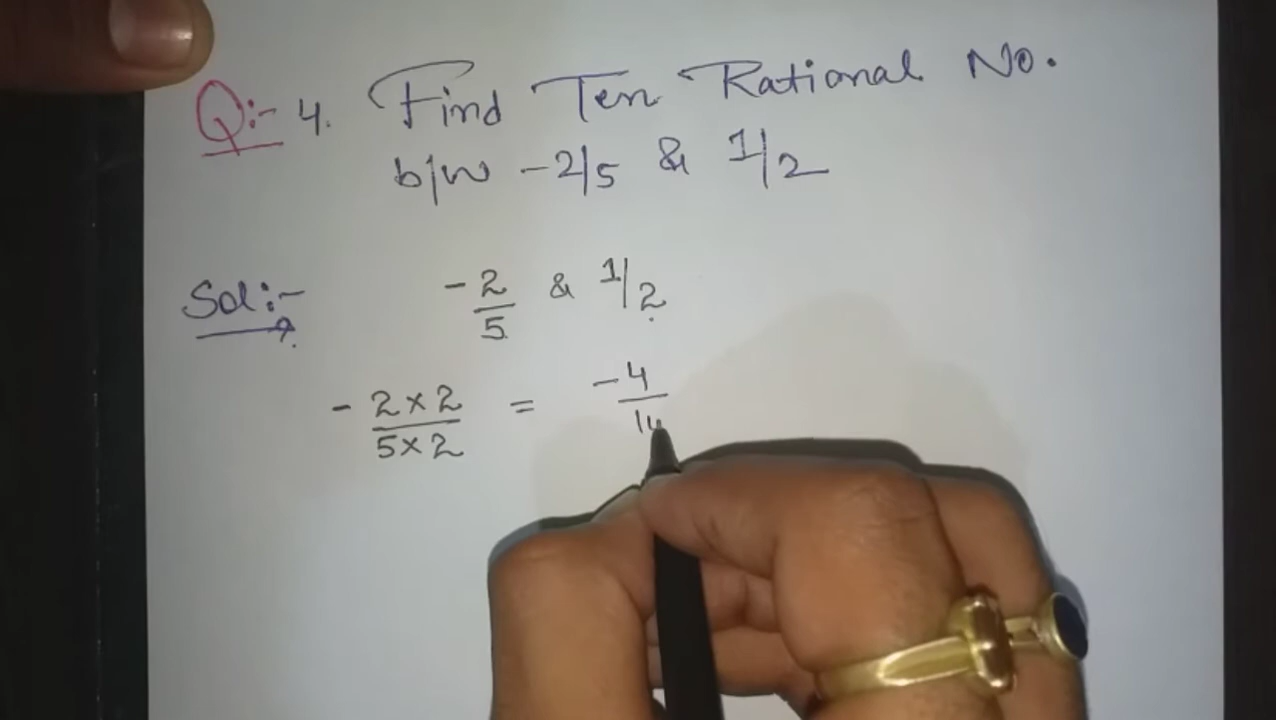 Q:- 4. Find Ten Rational No.
b/w -2/5 & 1/2
Sol:- -2/5 & 1/2
- 2×2/5×2 = -4/